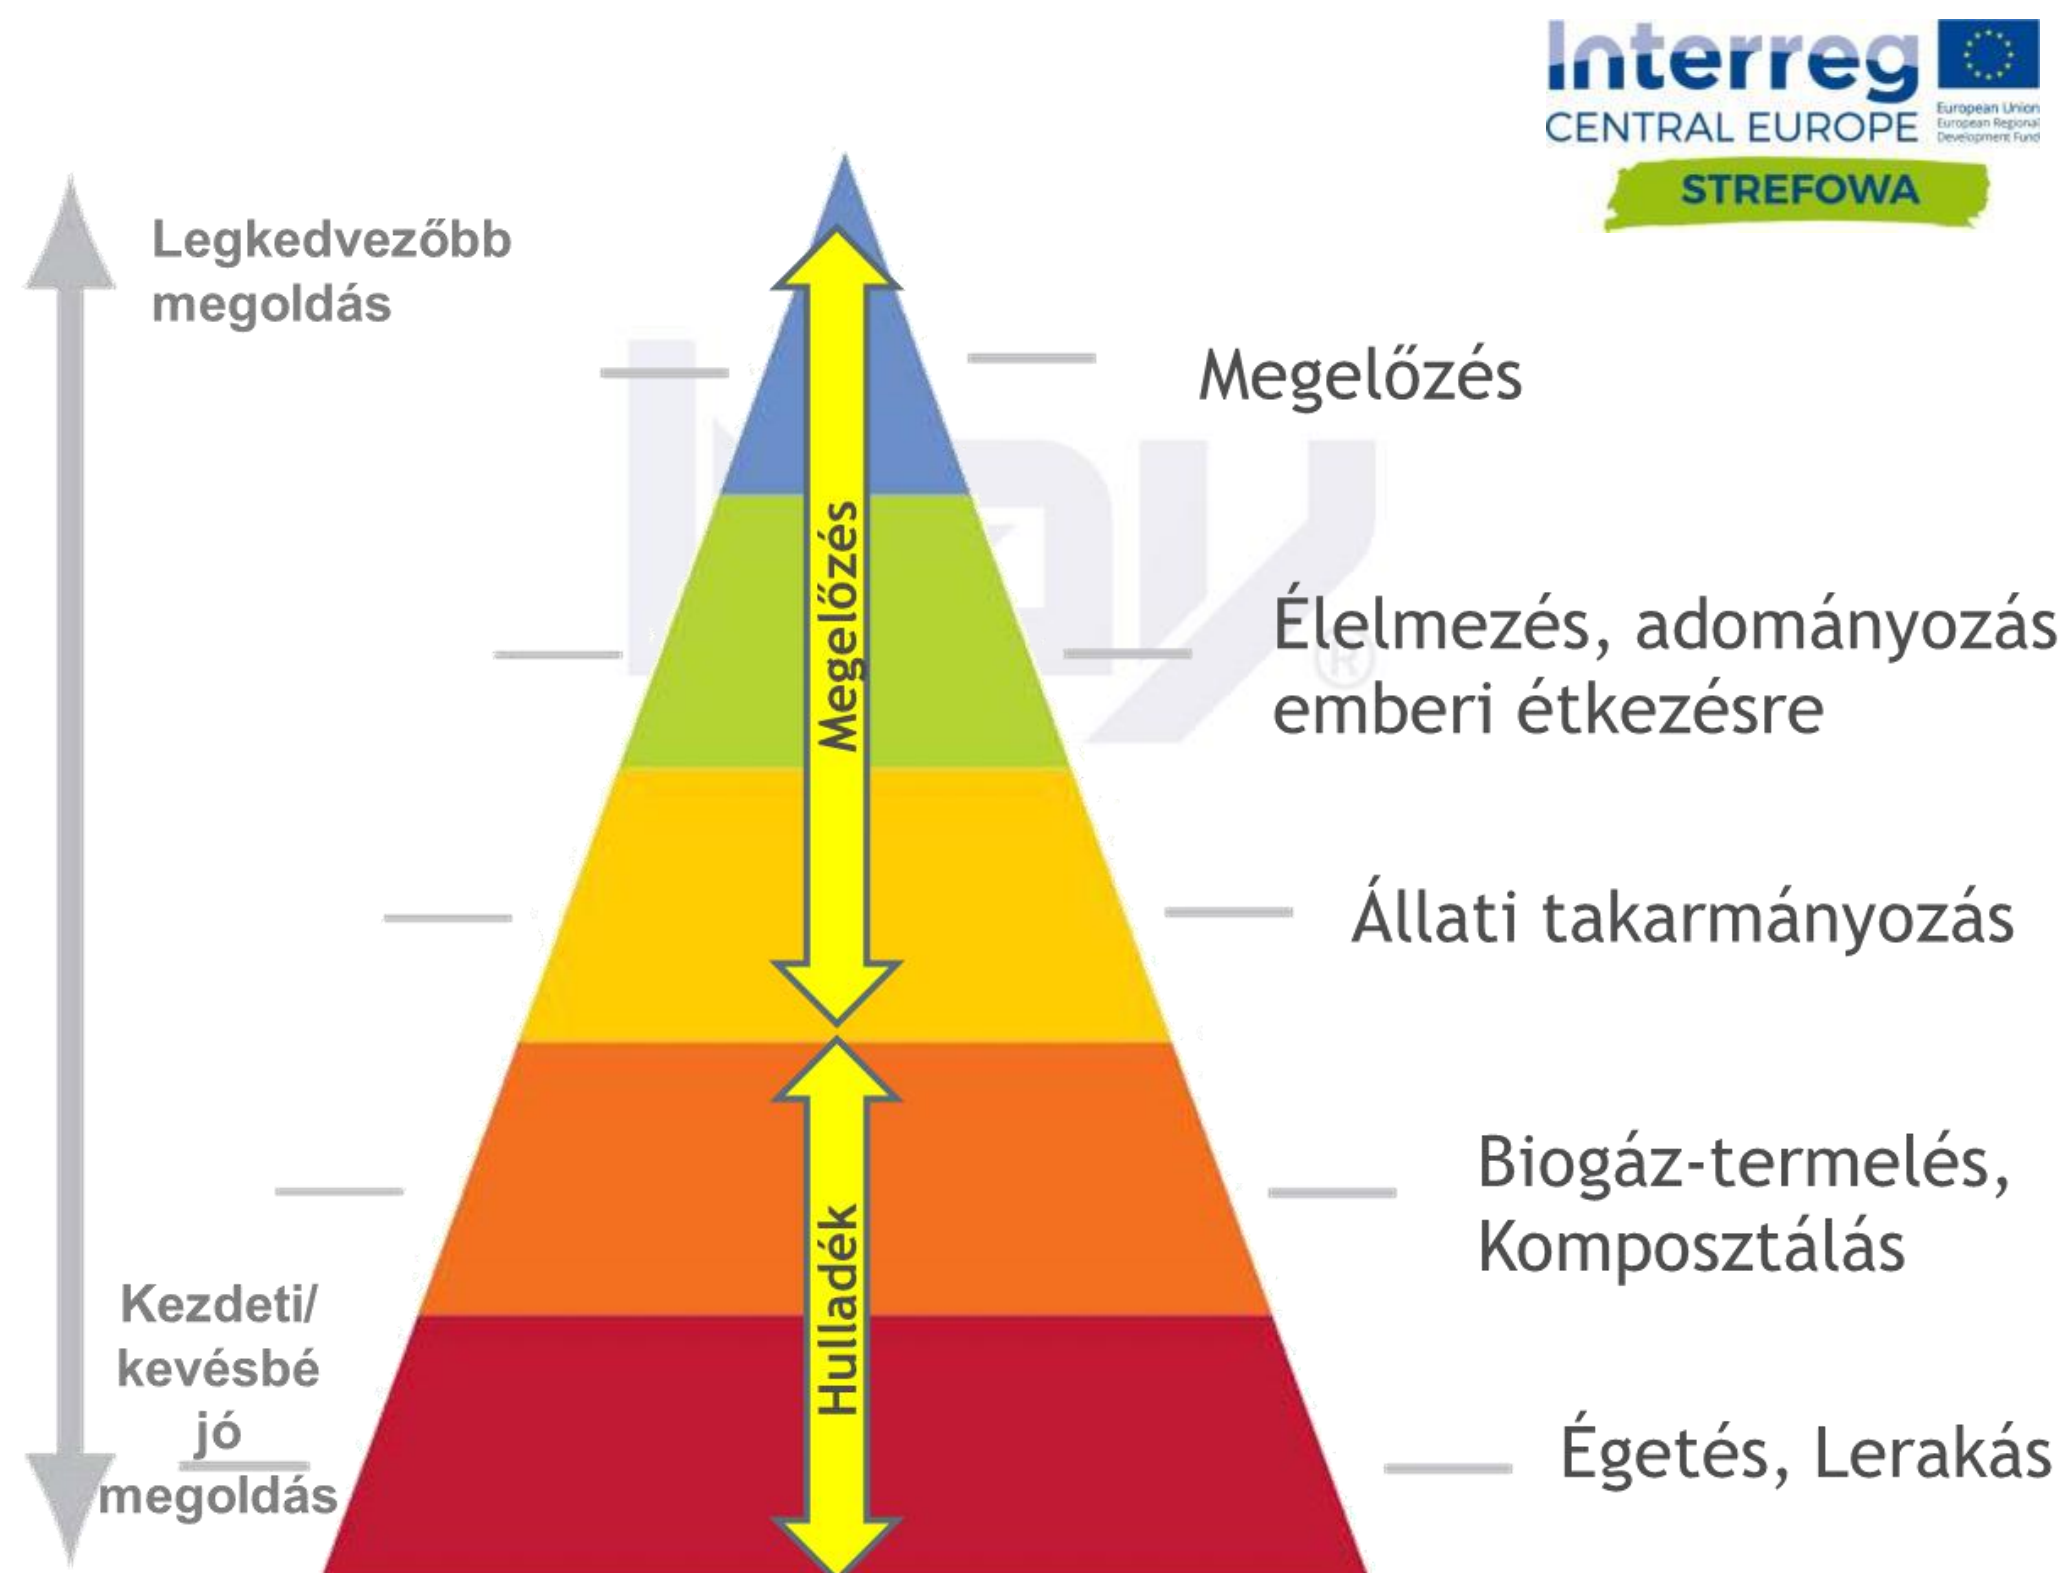 Interreg
CENTRAL EUROPE
European Union
European Regional
Development Fund
STREFOWA
Legkedvezőbb
megoldás
Megelőzés
Élelmezés, adományozás
emberi étkezésre
®
Megelőzés
Állati takarmányozás
Biogáz-termelés,
Komposztálás
Hulladék
Kezdeti/
kevésbé
jó
megoldás
Égetés, Lerakás